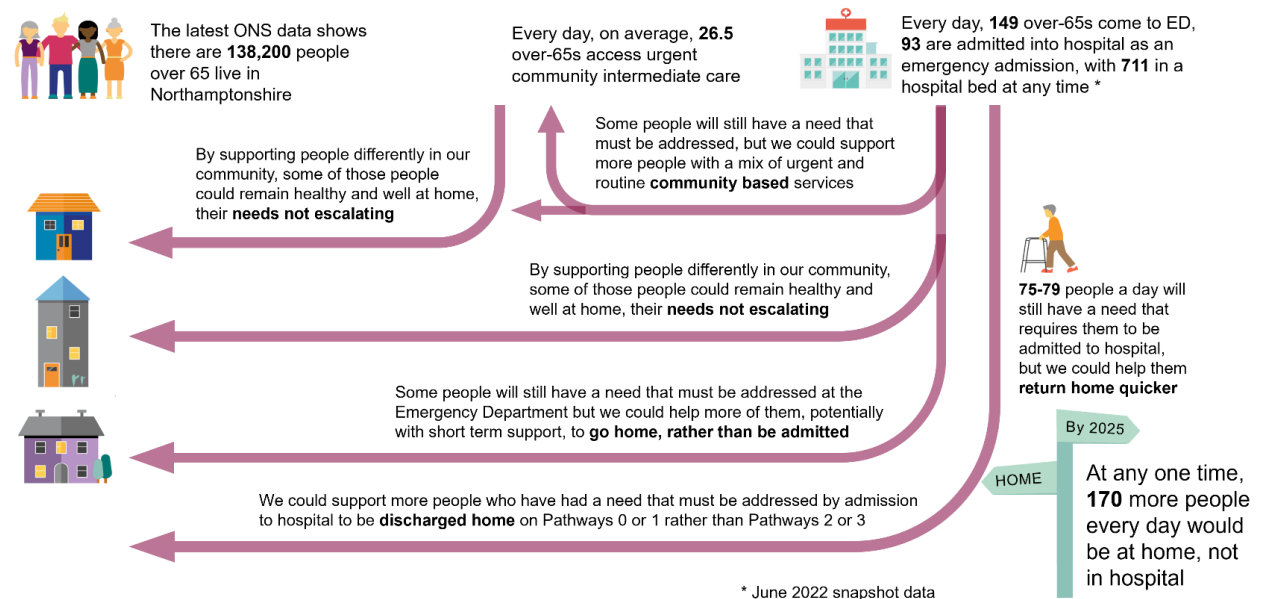 The latest ONS data shows
there are 138,200 people
over 65 live in
Northamptonshire
Every day, on average, 26.5
over-65s access urgent
community intermediate care
Every day, 149 over-65s come to ED,
93 are admitted into hospital as an
emergency admission, with 711 in a
hospital bed at any time *
Some people will still have a need that
must be addressed, but we could support
more people with a mix of urgent and
routine community based services
By supporting people differently in our
community, some of those people
could remain healthy and well at home,
their needs not escalating
By supporting people differently in our community,
some of those people could remain healthy and
well at home, their needs not escalating
75-79 people a day will
still have a need that
requires them to be
admitted to hospital,
but we could help them
return home quicker
Some people will still have a need that must be addressed at the
Emergency Department but we could help more of them, potentially
with short term support, to go home, rather than be admitted
By 2025
HOME
At any one time,
170 more people
every day would
be at home, not
in hospital
We could support more people who have had a need that must be addressed by admission
to hospital to be discharged home on Pathways 0 or 1 rather than Pathways 2 or 3
* June 2022 snapshot data